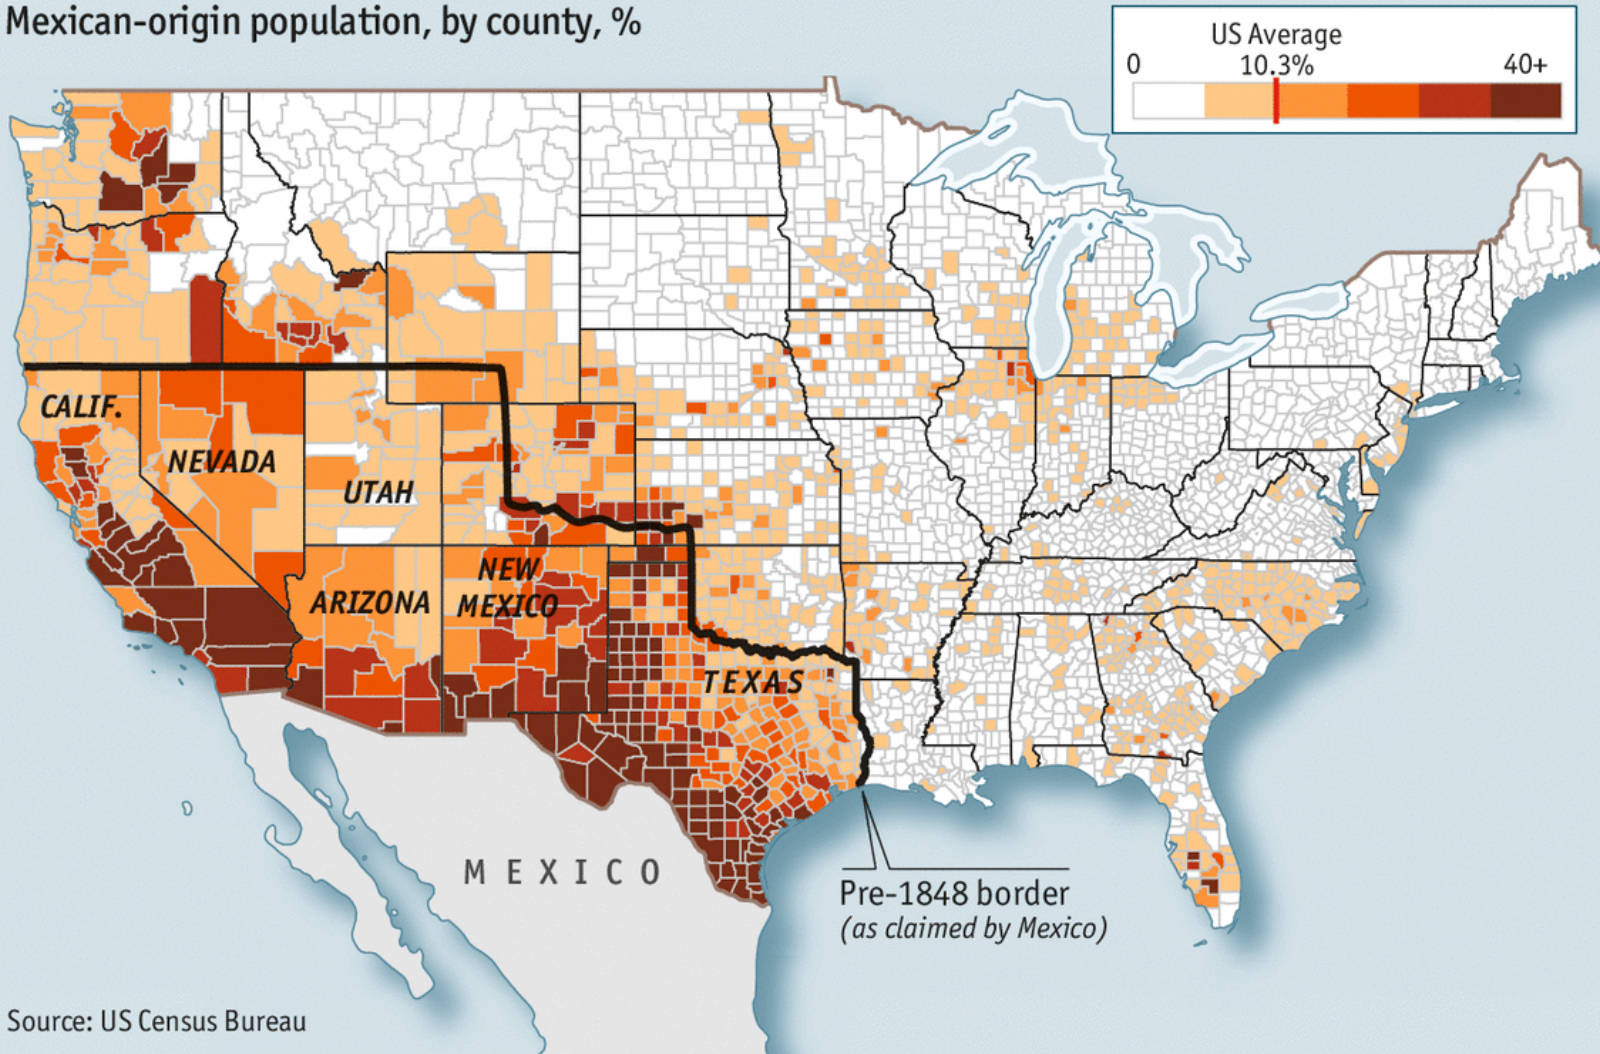 Mexican-origin population, by county, %
US Average
0
10.3%
40+
CALIF.
NEVADA
UTAH
ARIZONA
NEW
MEXICO
TEXAS
MEXICO
Pre-1848 border
(as claimed by Mexico)
Source: US Census Bureau